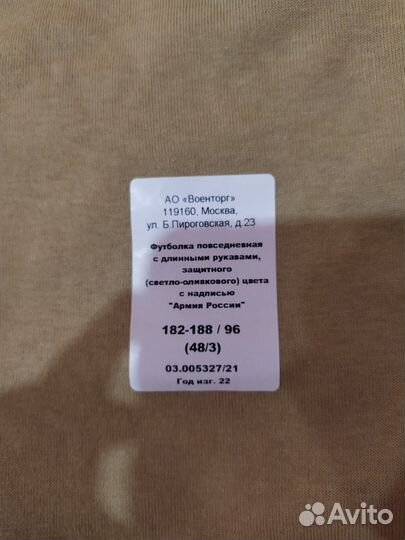 АО «Военторг»
119160, Москва,
ул. Б.Пироговская, д.23
Футболка повседневная
с длинными рукавами,
защитного
(светло-оливкового) цвета
с надписью
"Армия России"
182-188 / 96
(48/3)
03.005327/21
Год изг. 22
Avito